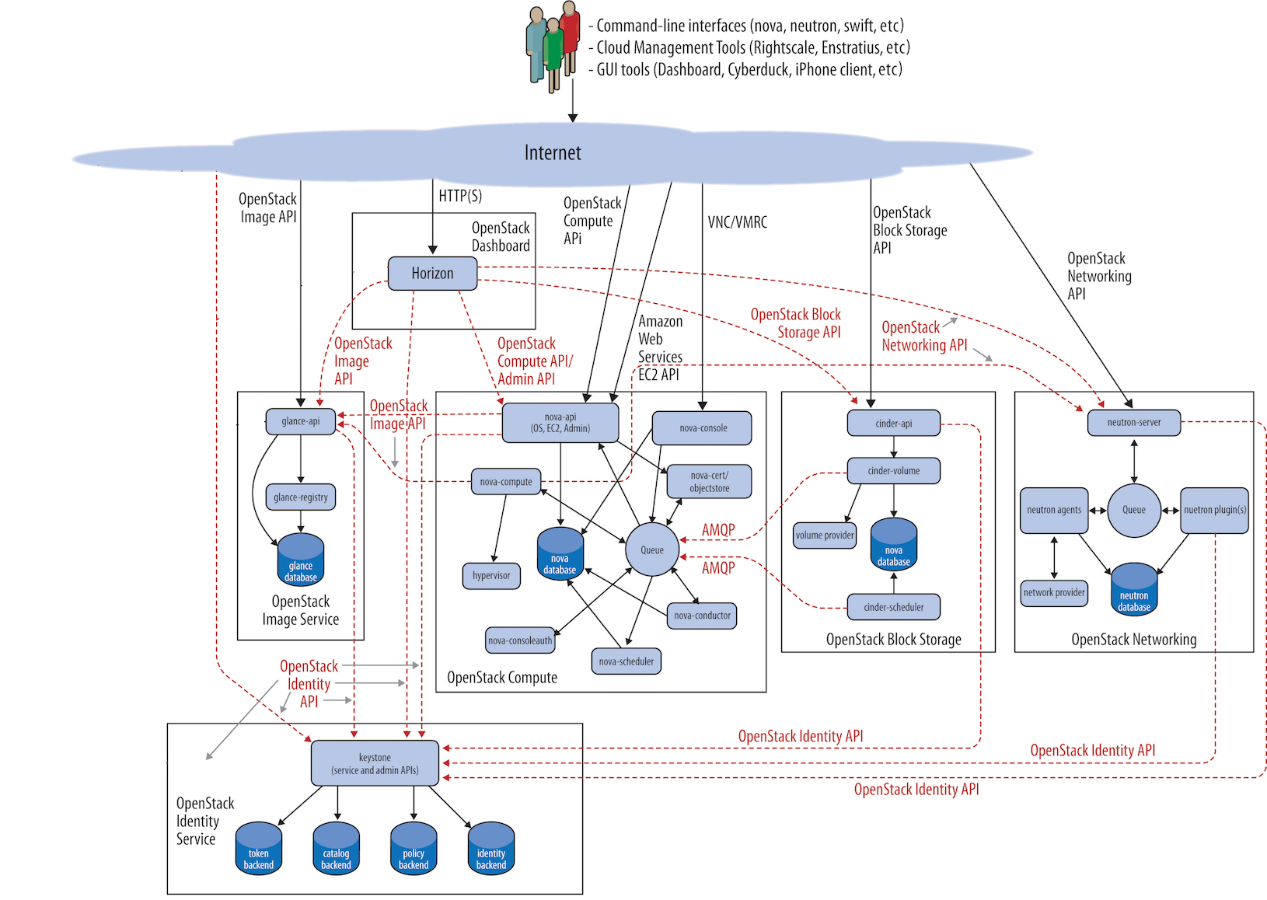 - Command-line interfaces (nova, neutron, swift, etc)
- Cloud Management Tools (Rightscale, Enstratius, etc)
- GUI tools (Dashboard, Cyberduck, iPhone client, etc)
Internet
OpenStack
Image API
HTTP(S)
OpenStack
Compute
APi
VNC/VMRC
OpenStack
Block Storage
API
OpenStack
Networking
API
OpenStack
Dashboard
Horizon
OpenStack
Image
API
OpenStack
Compute API/
Admin API
Amazon
Web
Services
EC2 API
OpenStack Block
Storage API
OpenStack
Networking API
glance-api
glance-registry
glance
database
OpenStack
Image Service
OpenStack
Image API
nova-api
(OS, EC2, Admin)
nova-console
nova-compute
nova-cert/
objectstore
hypervisor
nova
database
Queue
nova-conductor
nova-consoleauth
nova-scheduler
OpenStack Compute
AMQP
AMQP
cinder-api
cinder-volume
volume provider
nova
database
cinder-scheduler
OpenStack Block Storage
neutron-server
neutron agents
Queue
nuetron plugin(s)
network provider
neutron
database
OpenStack Networking
OpenStack
Identity
API
OpenStack Identity API
OpenStack Identity API
OpenStack Identity API
keystone
(service and admin APIs)
OpenStack
Identity
Service
token
backend
catalog
backend
policy
backend
identity
backend